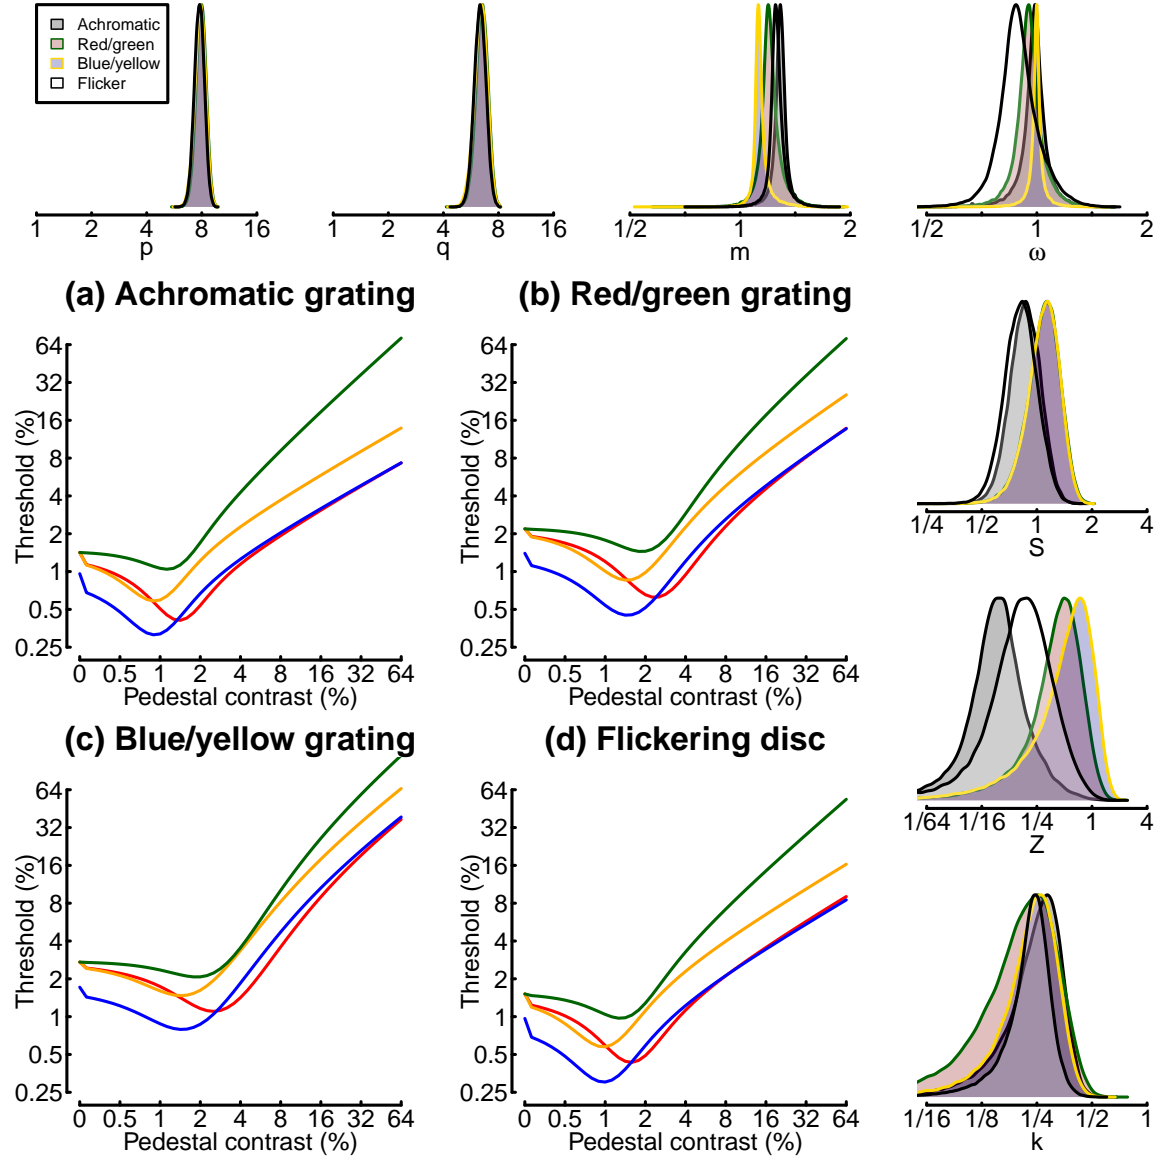 Achromatic
Red/green
Blue/yellow
Flicker
1 2 4 8 16
p
1 2 4 8 16
q
1/2 1 2
m
1/2 1 2
ω
(a) Achromatic grating
64
32
16
8
4
2
1
0.5
0.25
Threshold (%)
0 0.5 1 2 4 8 16 32 64
Pedestal contrast (%)
(b) Red/green grating
64
32
16
8
4
2
1
0.5
0.25
Threshold (%)
0 0.5 1 2 4 8 16 32 64
Pedestal contrast (%)
1/4 1/2 1 2 4
S
1/64 1/16 1/4 1 4
Z
(c) Blue/yellow grating
64
32
16
8
4
2
1
0.5
0.25
Threshold (%)
0 0.5 1 2 4 8 16 32 64
Pedestal contrast (%)
(d) Flickering disc
64
32
16
8
4
2
1
0.5
0.25
Threshold (%)
0 0.5 1 2 4 8 16 32 64
Pedestal contrast (%)
1/16 1/8 1/4 1/2 1
k